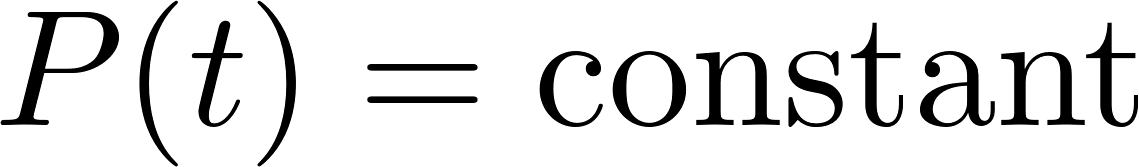 P(t) = constant